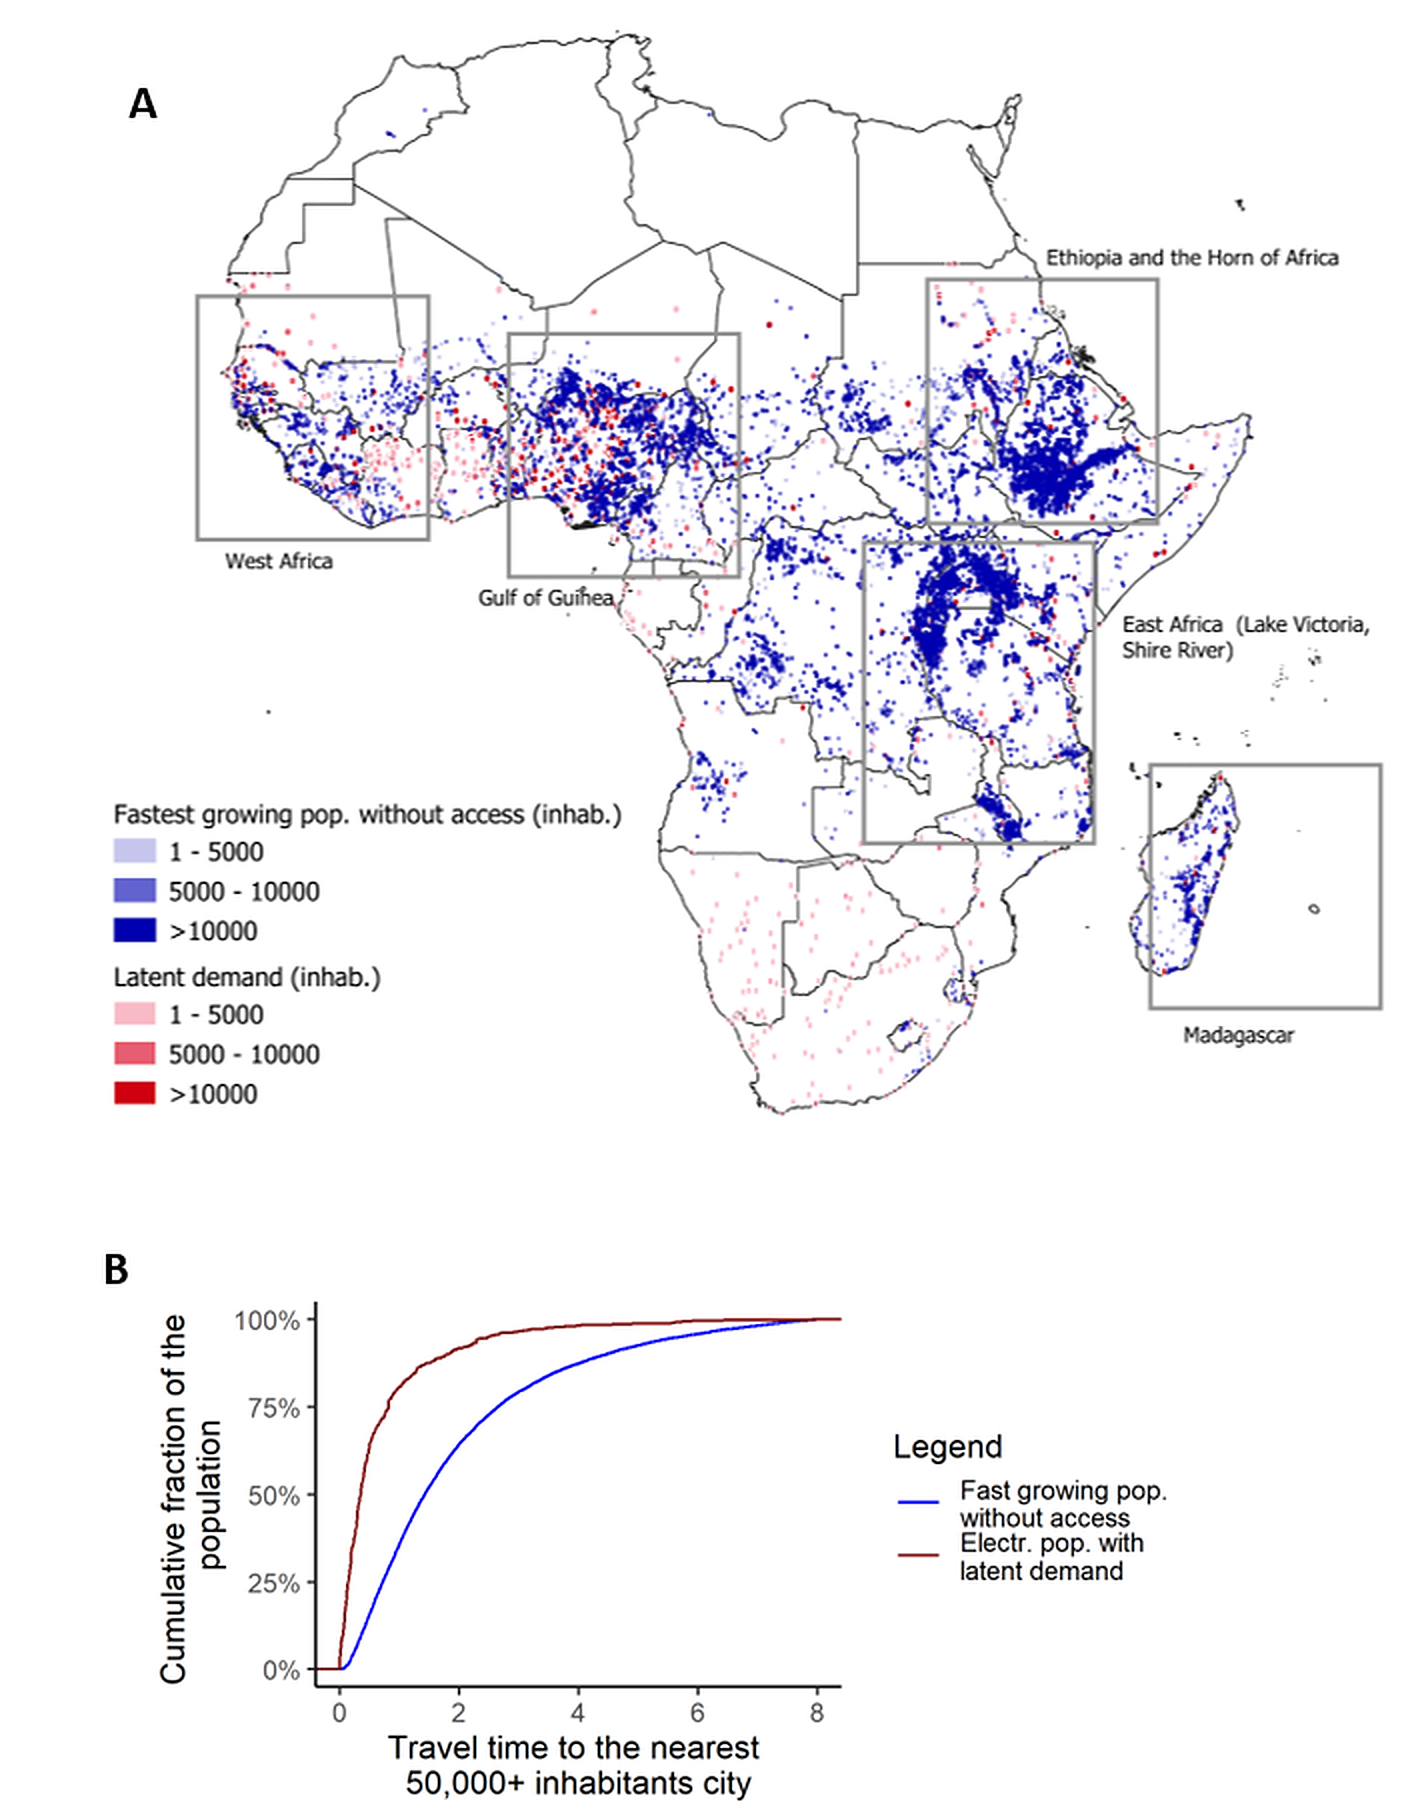 A
Ethiopia and the Horn of Africa
West Africa
Gulf of Guinea
East Africa (Lake Victoria,
Shire River)
Fastest growing pop. without access (inhab.)
1 - 5000
5000 - 10000
>10000
Latent demand (inhab.)
1 - 5000
5000 - 10000
>10000
Madagascar
B
Cumulative fraction of the
population
100%
75%
50%
25%
0%
0 2 4 6 8
Travel time to the nearest
50,000+ inhabitants city
Legend
Fast growing pop.
without access
Electr. pop. with
latent demand